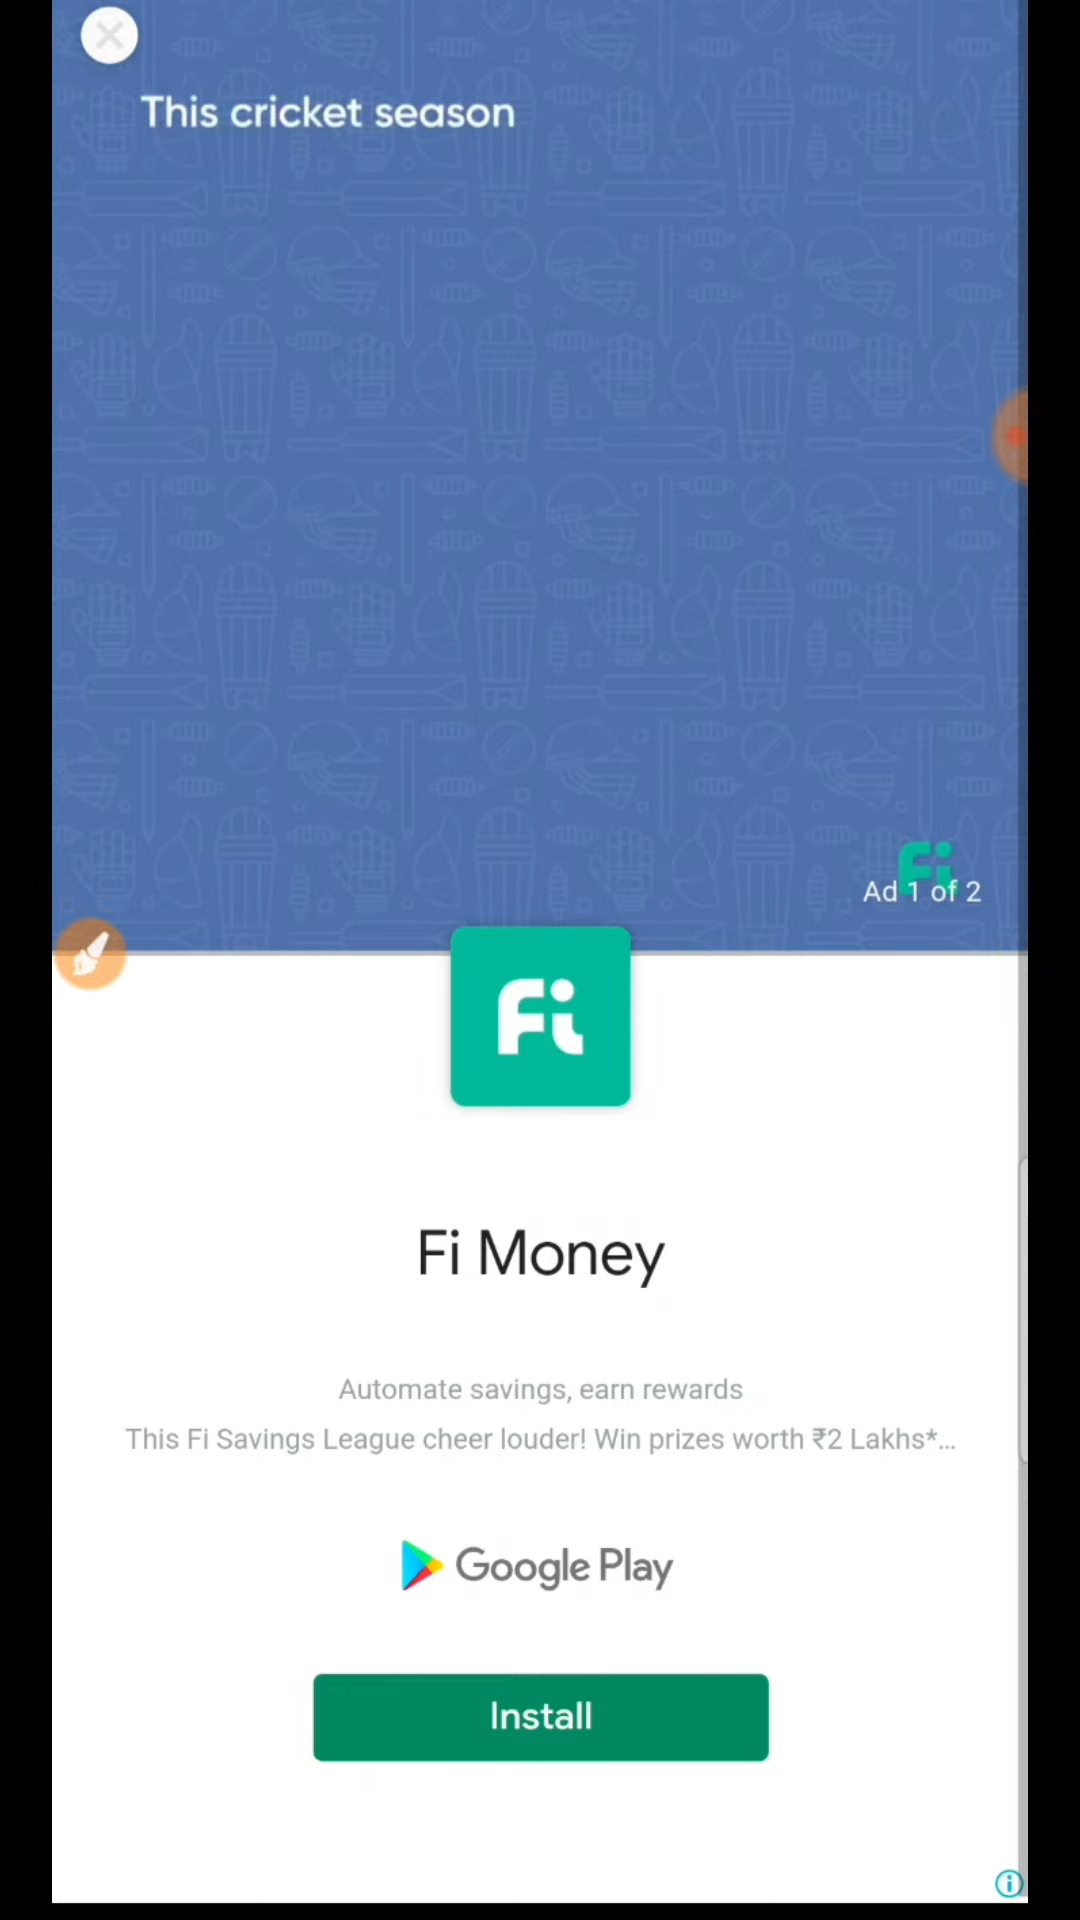 This cricket season
Fi
Ad 1 of 2
Fi
Fi Money
Automate savings, earn rewards
This Fi Savings League cheer louder! Win prizes worth ₹2 Lakhs*...
Google Play
Install